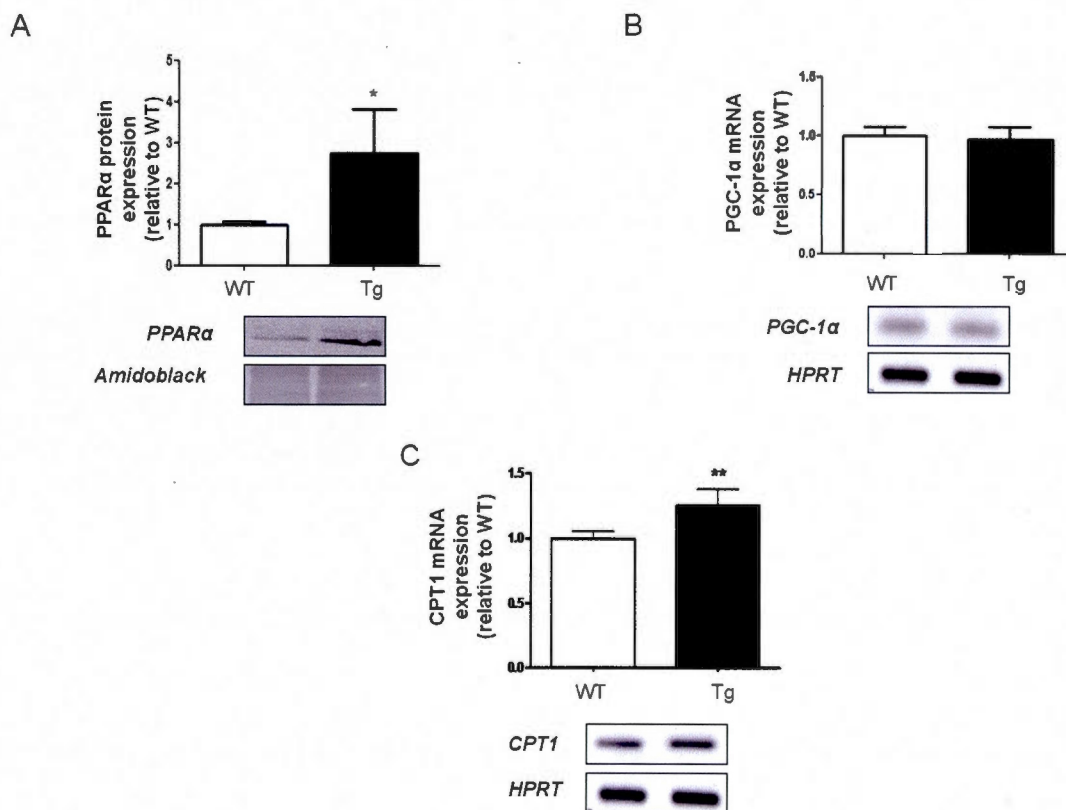 A
PPARα protein
expression
(relative to WT)
5
4
3
2
1
0
*
WT Tg
PPARα
Amidoblack
B
PGC-1α mRNA
expression
(relative to WT)
1.5
1.0
0.5
0.0
WT Tg
PGC-1α
HPRT
C
CPT1 mRNA
expression
(relative to WT)
1.5
1.0
0.5
0.0
**
WT Tg
CPT1
HPRT